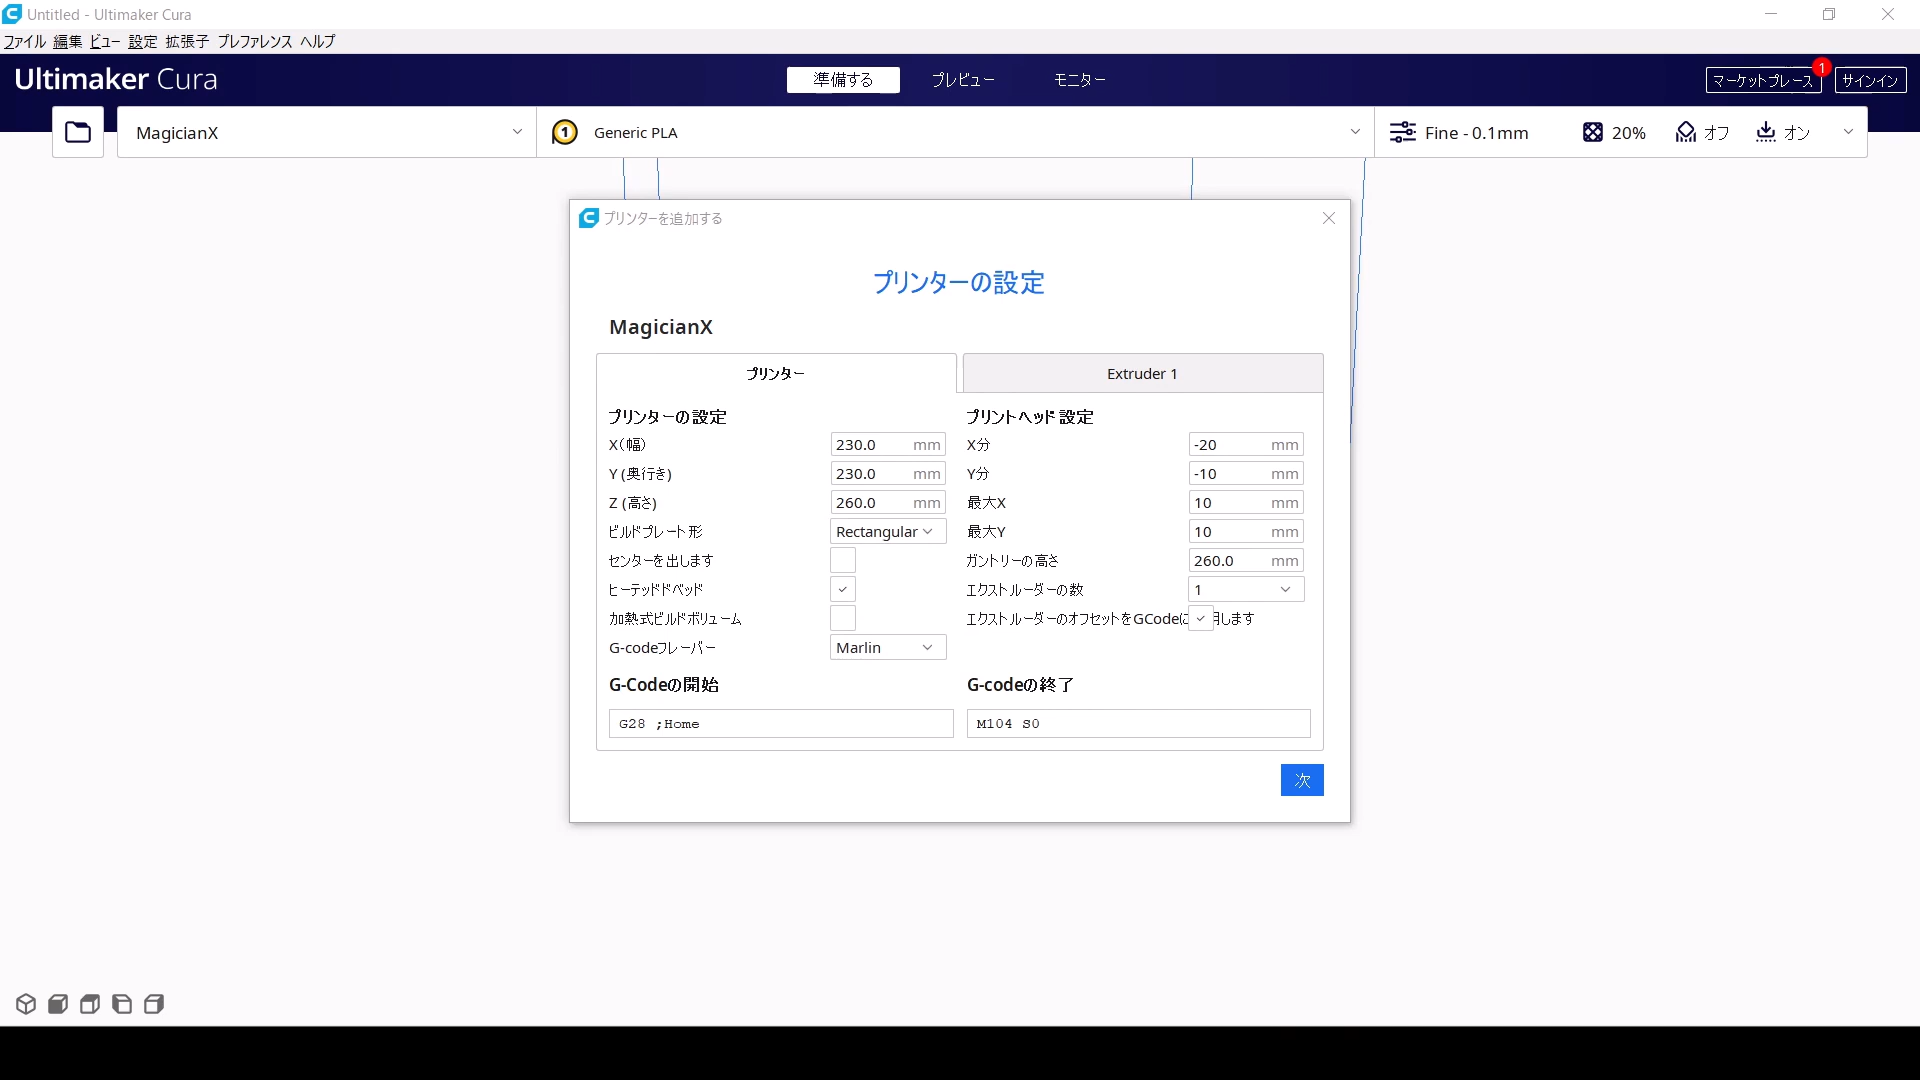 Untitled - Ultimaker Cura
ファイル 編集 ビュー 設定 拡張子 プレファレンス ヘルプ
Ultimaker Cura
準備する プレビュー モニター
マーケットプレース 1 サインイン
MagicianX
1 Generic PLA
Fine - 0.1mm 20% オフ オン
プリンターを追加する
プリンターの設定
MagicianX
プリンター Extruder 1
プリンターの設定
X（幅） 230.0 mm
Y (奥行き) 230.0 mm
Z (高さ) 260.0 mm
ビルドプレート形 Rectangular
センターを出します
ヒーテッドドベッド
加熱式ビルドボリューム
G-codeフレーバー Marlin
プリントヘッド 設定
X分 -20 mm
Y分 -10 mm
最大X 10 mm
最大Y 10 mm
ガントリーの高さ 260.0 mm
エクストルーダーの数 1
エクストルーダーのオフセットをGCodeに 用します
G-Codeの開始
G28 ;Home
G-codeの終了
M104 S0
次